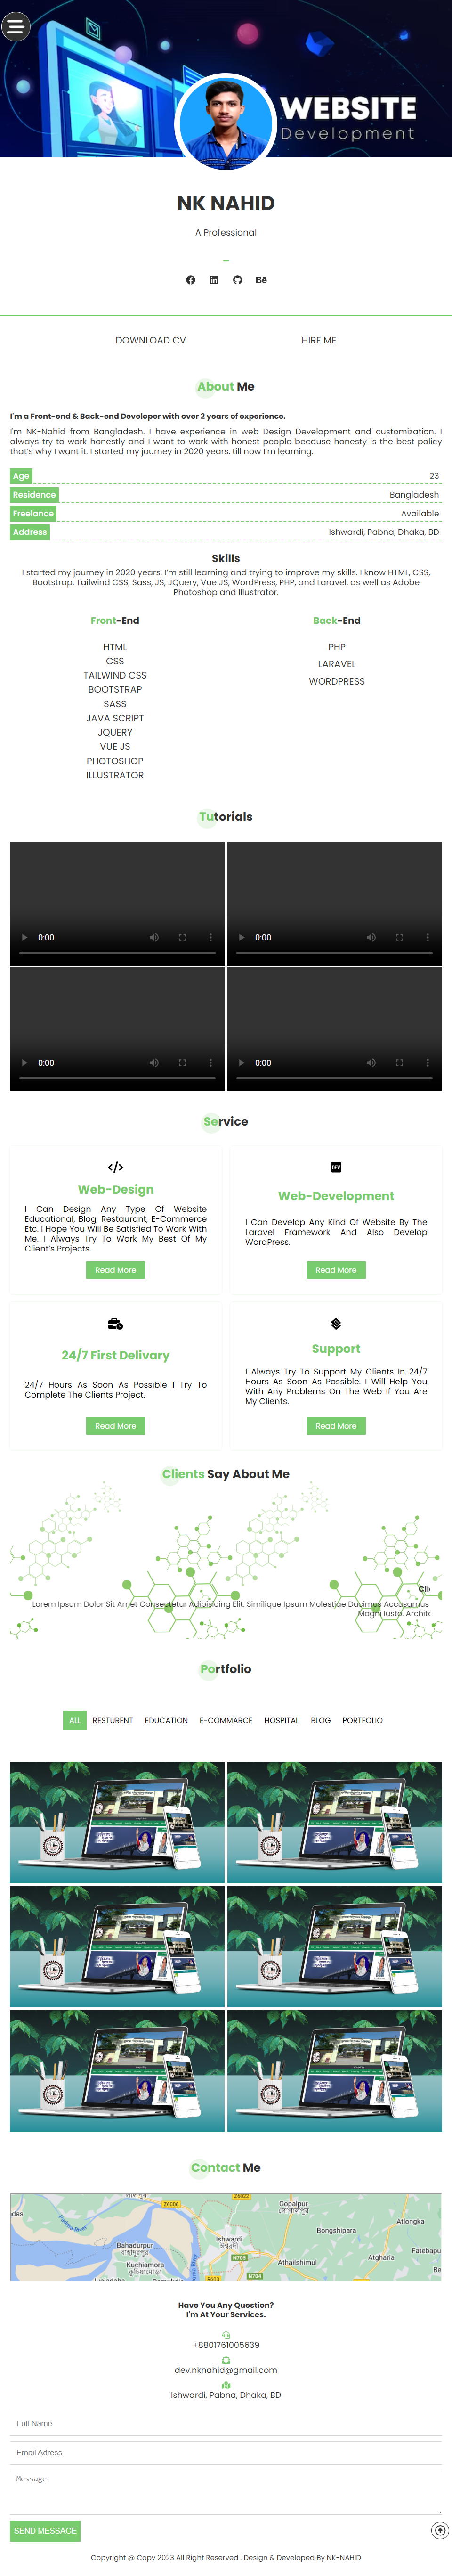 WEBSITE
Development
NK NAHID
A Professional
DOWNLOAD CV
HIRE ME
About Me
I'm a Front-end & Back-end Developer with over 2 years of experience.
I'm NK-Nahid from Bangladesh. I have experience in web Design Development and customization. I
always try to work honestly and I want to work with honest people because honesty is the best policy
that's why I want it. I started my journey in 2020 years. till now I'm learning.
Age 23
Residence Bangladesh
Freelance Available
Address Ishwardi, Pabna, Dhaka, BD
Skills
I started my journey in 2020 years. I'm still learning and trying to improve my skills. I know HTML, CSS,
Bootstrap, Tailwind CSS, Sass, JS, JQuery, Vue JS, WordPress, PHP, and Laravel, as well as Adobe
Photoshop and Illustrator.
Front-End
HTML
CSS
TAILWIND CSS
BOOTSTRAP
SASS
JAVA SCRIPT
JQUERY
VUE JS
PHOTOSHOP
ILLUSTRATOR
Back-End
PHP
LARAVEL
WORDPRESS
Tutorials
0:00
0:00
0:00
0:00
Service
Web-Design
I Can Design Any Type Of Website
Educational, Blog, Restaurant, E-Commerce
Etc. I Hope You Will Be Satisfied To Work With
Me. I Always Try To Work My Best Of My
Client's Projects.
Read More
DEV
Web-Development
I Can Develop Any Kind Of Website By The
Laravel Framework And Also Develop
WordPress.
Read More
24/7 First Delivary
24/7 Hours As Soon As Possible I Try To
Complete The Clients Project.
Read More
Support
I Always Try To Support My Clients In 24/7
Hours As Soon As Possible. I Will Help You
With Any Problems On The Web If You Are
My Clients.
Read More
Clients Say About Me
Lorem Ipsum Dolor Sit Amet Consectetur Adipisicing Elit. Similique Ipsum Molestiae Ducimus Accusamus
Magni Iusto. Archite
Portfolio
ALL RESTURENT EDUCATION E-COMMARCE HOSPITAL BLOG PORTFOLIO
Contact Me
Z6006
Z6022
Gopalpur
গোপালপুর
Atlongka
Padma River
Ishwardi
ঈশ্বরদী
Bongshipara
Bahadurpur
বাহাদুরপুর
N705
Athailshimul
Agharia
Fatebapu
Kuchiamora
N704
Have You Any Question?
I'm At Your Services.
+8801761005639
dev.nknahid@gmail.com
Ishwardi, Pabna, Dhaka, BD
Full Name
Email Adress
Message
SEND MESSAGE
Copyright @ Copy 2023 All Right Reserved . Design & Developed By NK-NAHID